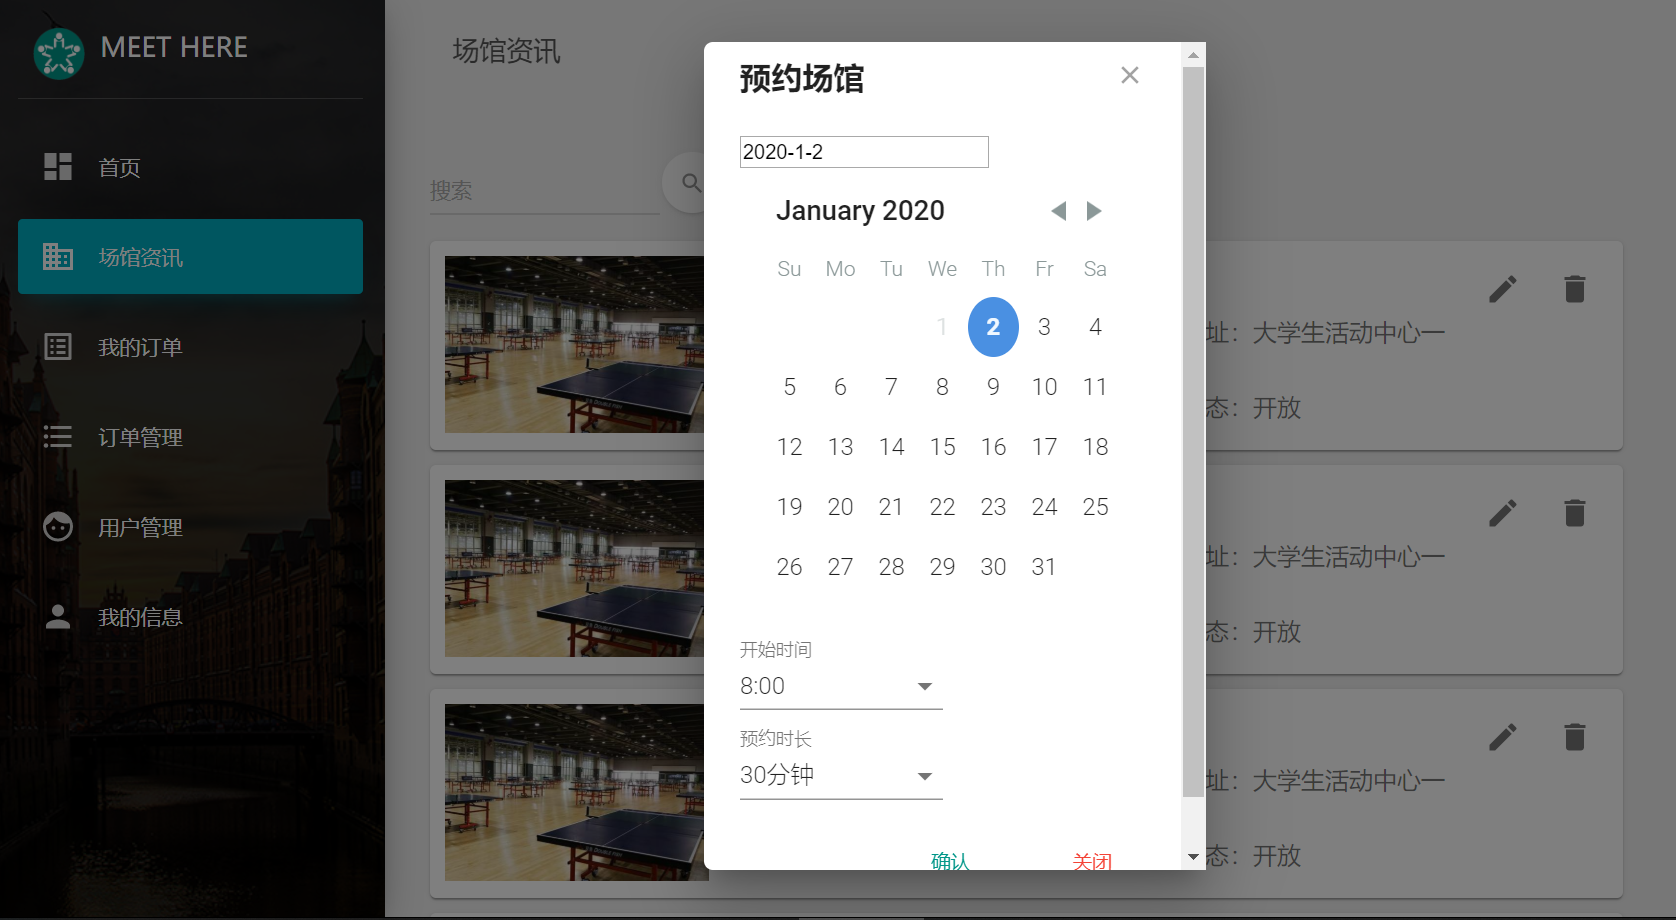 MEET HERE
首页
场馆资讯
我的订单
订单管理
用户管理
我的信息
场馆资讯
搜索
址：大学生活动中心一
态：开放
址：大学生活动中心一
态：开放
址：大学生活动中心一
态：开放
预约场馆
2020-1-2
January 2020
Su Mo Tu We Th Fr Sa
1 2 3 4
5 6 7 8 9 10 11
12 13 14 15 16 17 18
19 20 21 22 23 24 25
26 27 28 29 30 31
开始时间
8:00
预约时长
30分钟
确认 关闭